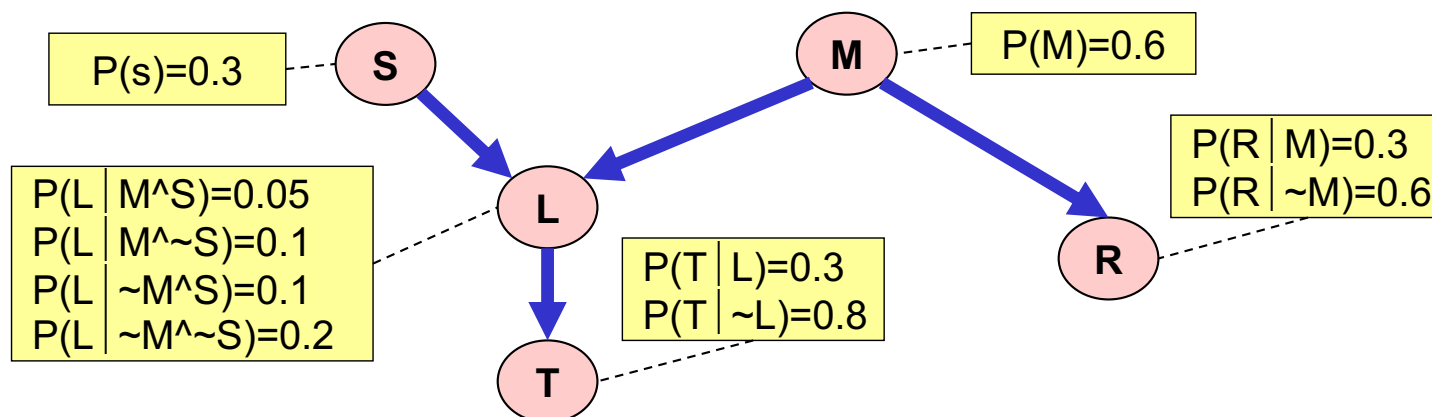 P(s)=0.3
S
M
P(M)=0.6
P(R | M)=0.3
P(R | ~M)=0.6
P(L | M^S)=0.05
P(L | M^~S)=0.1
P(L | ~M^S)=0.1
P(L | ~M^~S)=0.2
L
P(T | L)=0.3
P(T | ~L)=0.8
R
T